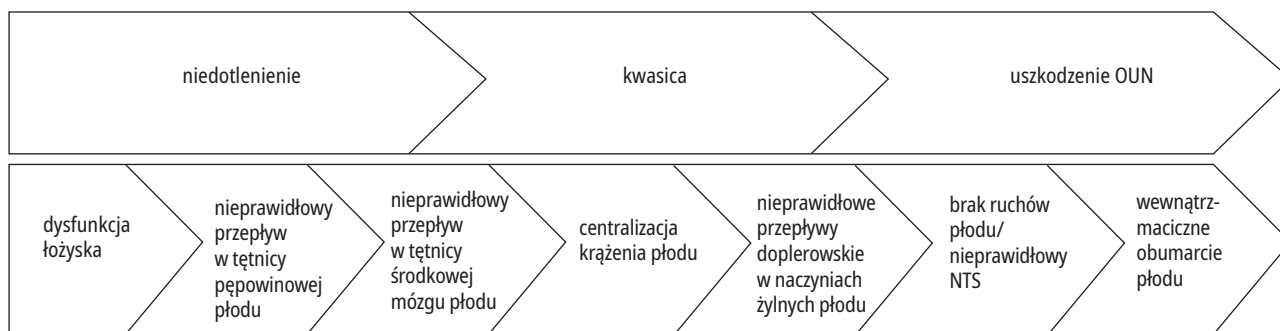 niedotlenienie
kwasica
uszkodzenie OUN
dysfunkcja
łożyska
nieprawidłowy
przepływ
w tętnicy
pępowinowej
płodu
nieprawidłowy
przepływ
w tętnicy
środkowej
mózgu płodu
centralizacja
krążenia płodu
nieprawidłowe
przepływy
doplerowskie
w naczyniach
żylnych płodu
brak ruchów
płodu/
nieprawidłowy
NTS
wewnątrz-
maciczne
obumarcie
płodu